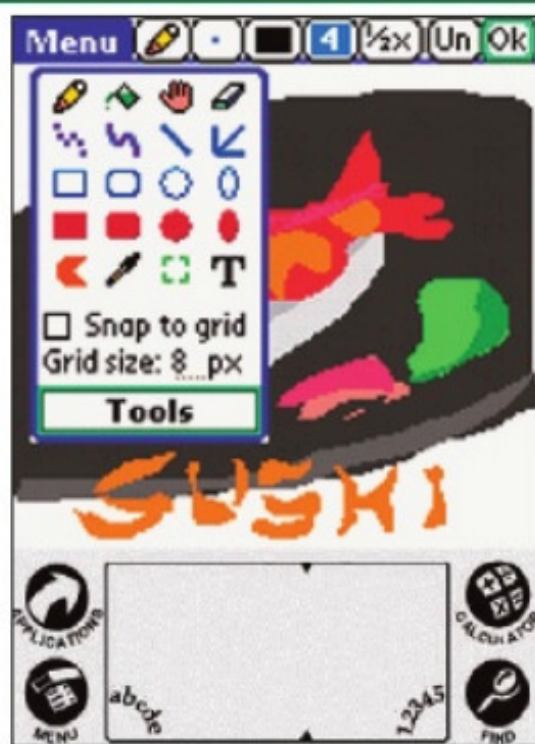 Menu 4 ½x Un Ok
T
Snap to grid
Grid size: 8 px
Tools
SUSHI
APPLICATIONS
CALCULATOR
abcde
12345
MENU
FIND